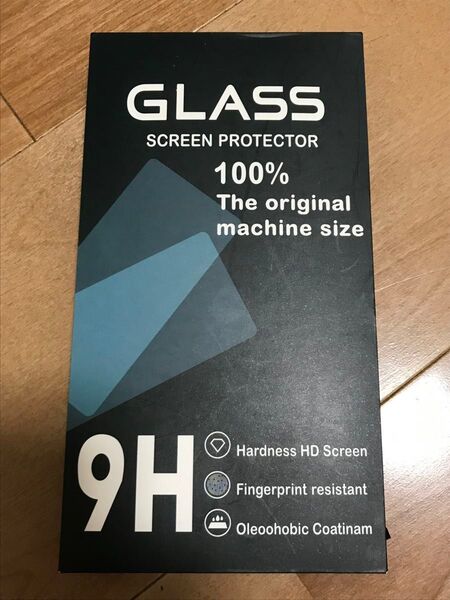 GLASS
SCREEN PROTECTOR
100%
The original
machine size
9H
Hardness HD Screen
Fingerprint resistant
Oleoohobic Coatinam